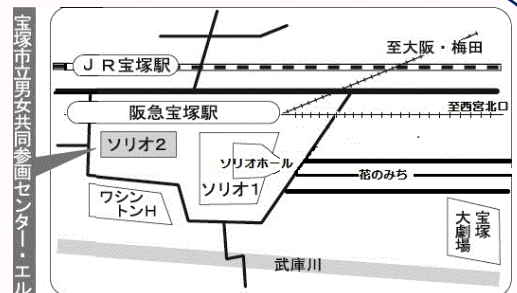 宝塚市立男女共同参画センター・エル
至大阪・梅田
ＪＲ宝塚駅
阪急宝塚駅
至西宮北口
ソリオ2
ソリオホール
ソリオ1
花のみち
ワシン
トンH
宝塚
大劇場
武庫川